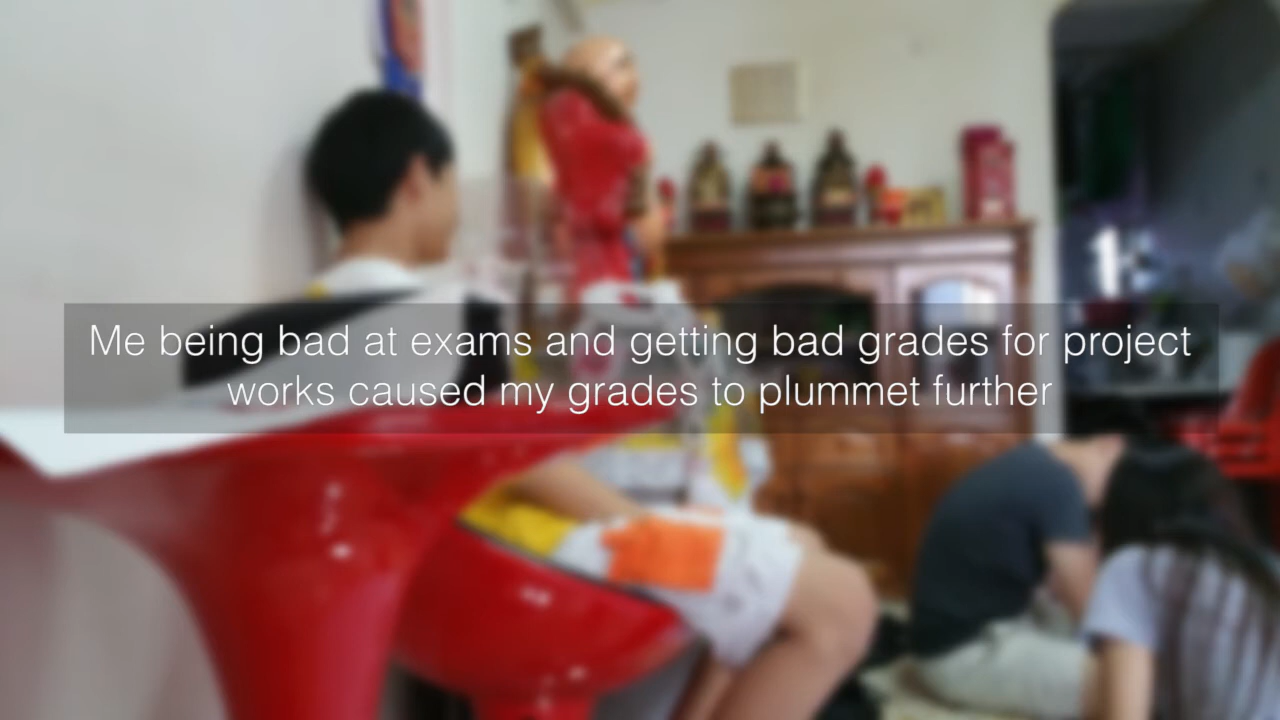 Me being bad at exams and getting bad grades for project
works caused my grades to plummet further